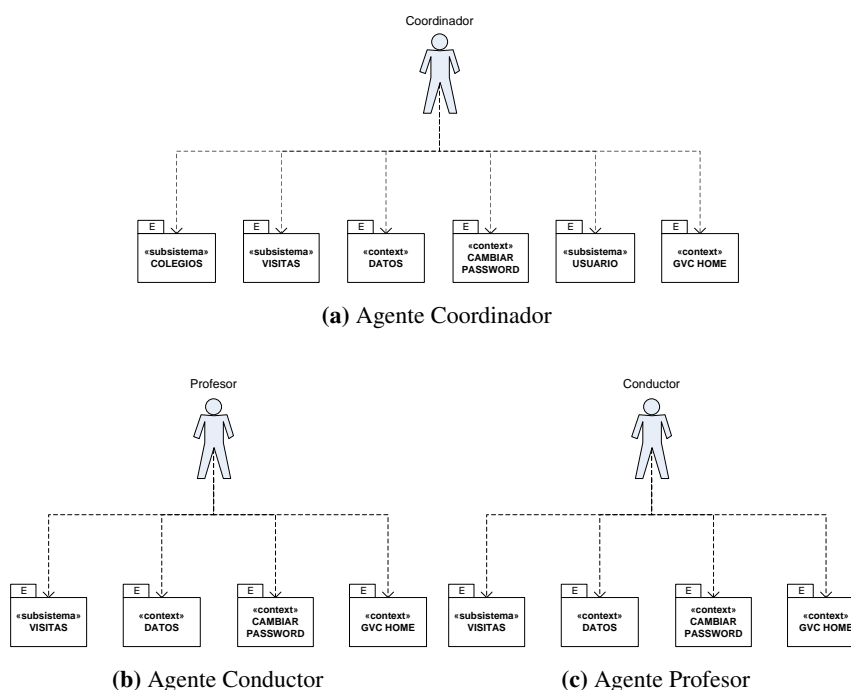 Coordinador
E E E E E E
«subsistema» «subsistema» «context» «context» «subsistema» «context»
COLEGIOS VISITAS DATOS CAMBIAR PASSWORD USUARIO GVC HOME
(a) Agente Coordinador
Profesor
E E E E
«subsistema» «context» «context» «context»
VISITAS DATOS CAMBIAR PASSWORD GVC HOME
(b) Agente Conductor
Conductor
E E E E
«subsistema» «context» «context» «context»
VISITAS DATOS CAMBIAR PASSWORD GVC HOME
(c) Agente Profesor